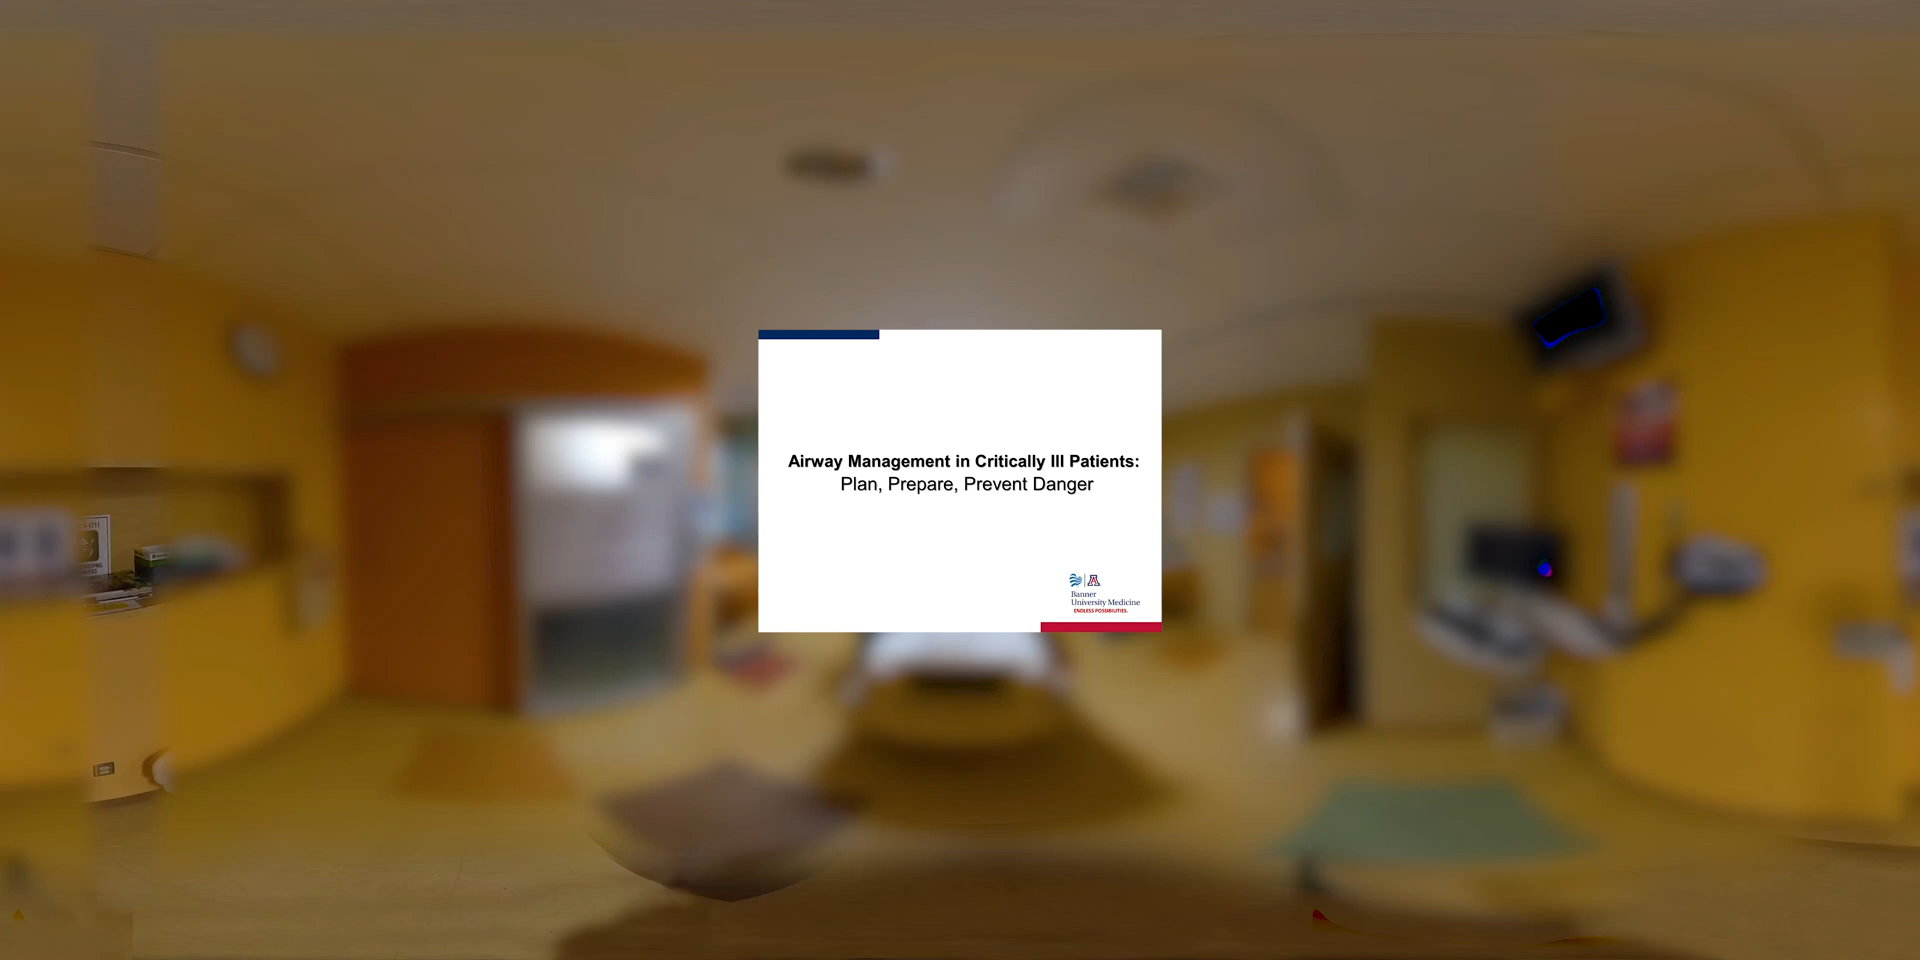 Airway Management in Critically Ill Patients:
Plan, Prepare, Prevent Danger
Banner
University Medicine
ENDLESS POSSIBILITIES.